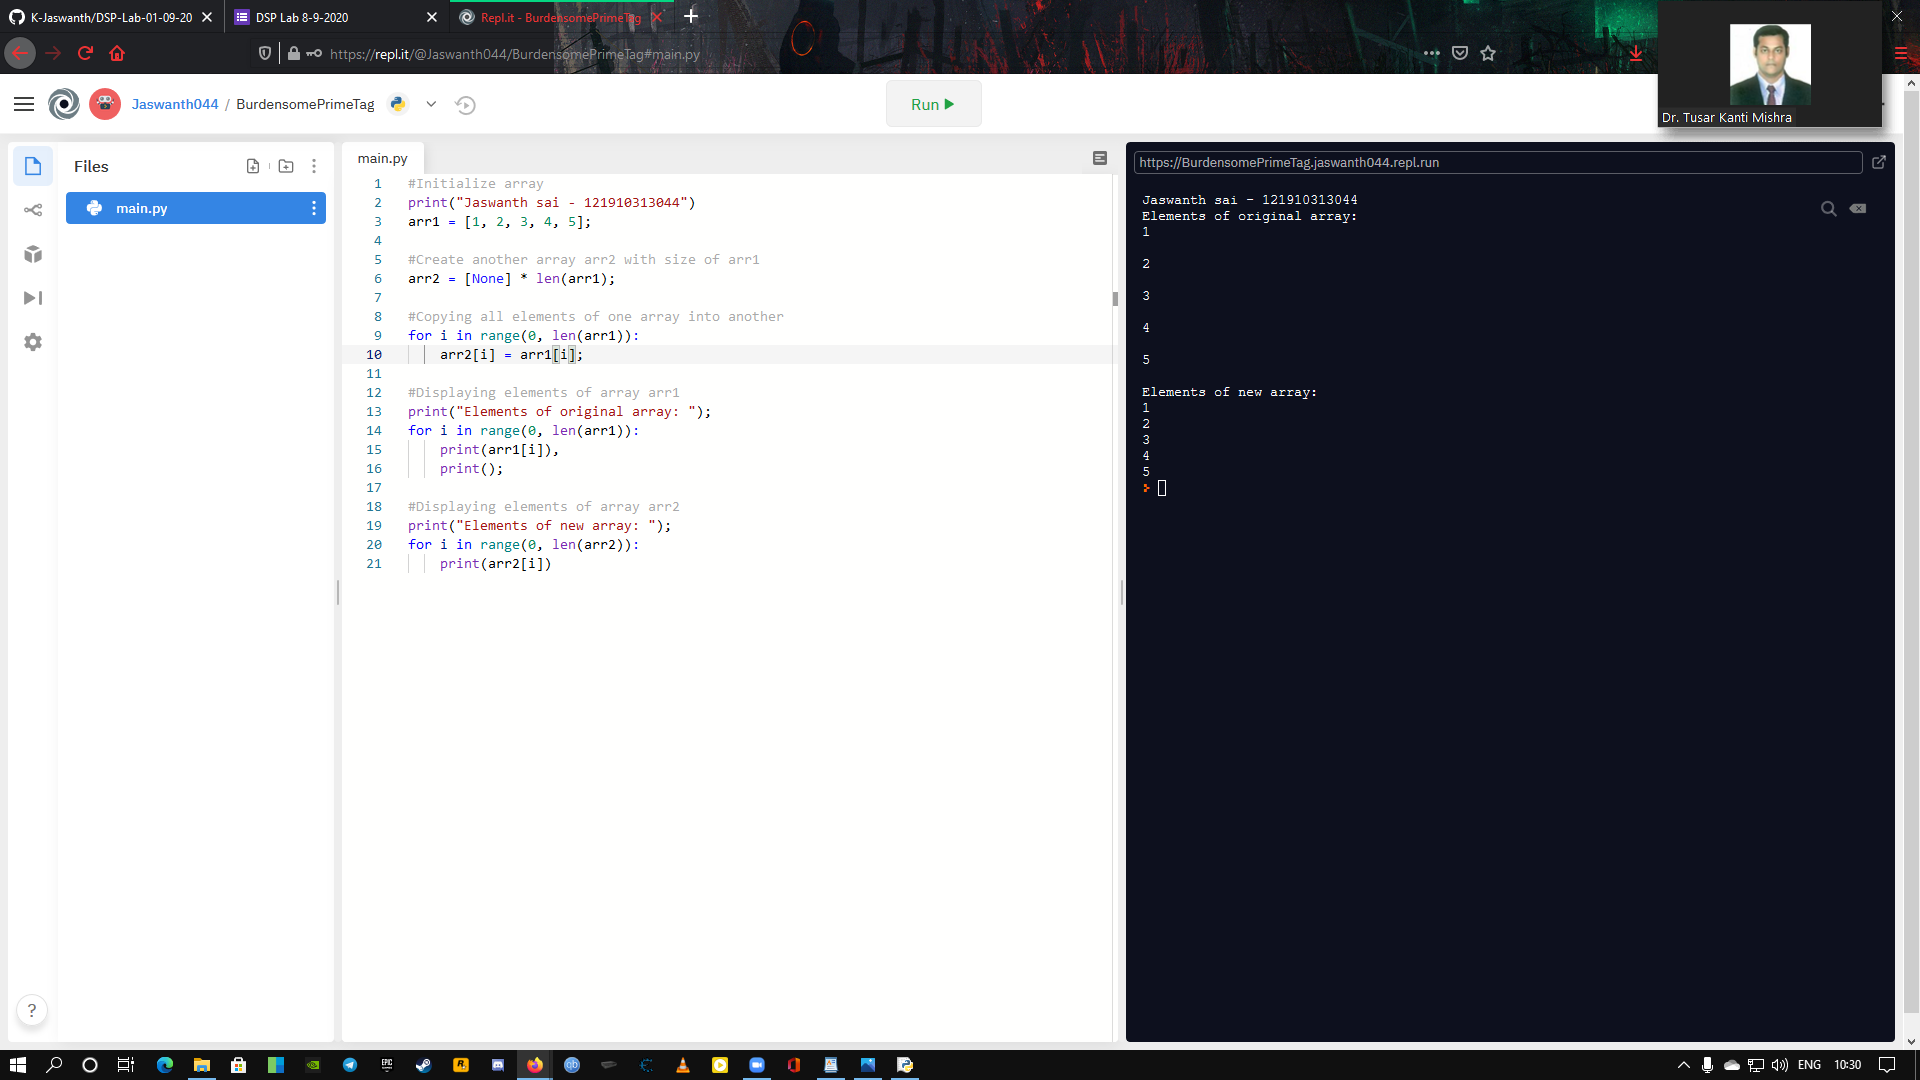 K-Jaswanth/DSP-Lab-01-09-20
DSP Lab 8-9-2020
Repl.it - BurdensomePrimeTag
https://repl.it/@Jaswanth044/BurdensomePrimeTag#main.py
Dr. Tusar Kanti Mishra
Jaswanth044 / BurdensomePrimeTag
Run
Files
main.py
main.py
1 #Initialize array
2 print("Jaswanth sai - 121910313044")
3 arr1 = [1, 2, 3, 4, 5];
4
5 #Create another array arr2 with size of arr1
6 arr2 = [None] * len(arr1);
7
8 #Copying all elements of one array into another
9 for i in range(0, len(arr1)):
10 arr2[i] = arr1[i];
11
12 #Displaying elements of array arr1
13 print("Elements of original array: ");
14 for i in range(0, len(arr1)):
15 print(arr1[i]),
16 print();
17
18 #Displaying elements of array arr2
19 print("Elements of new array: ");
20 for i in range(0, len(arr2)):
21 print(arr2[i])
https://BurdensomePrimeTag.jaswanth044.repl.run
Jaswanth sai - 121910313044
Elements of original array:
1
2
3
4
5
Elements of new array:
1
2
3
4
5
?
EPIC
qb
ENG
10:30